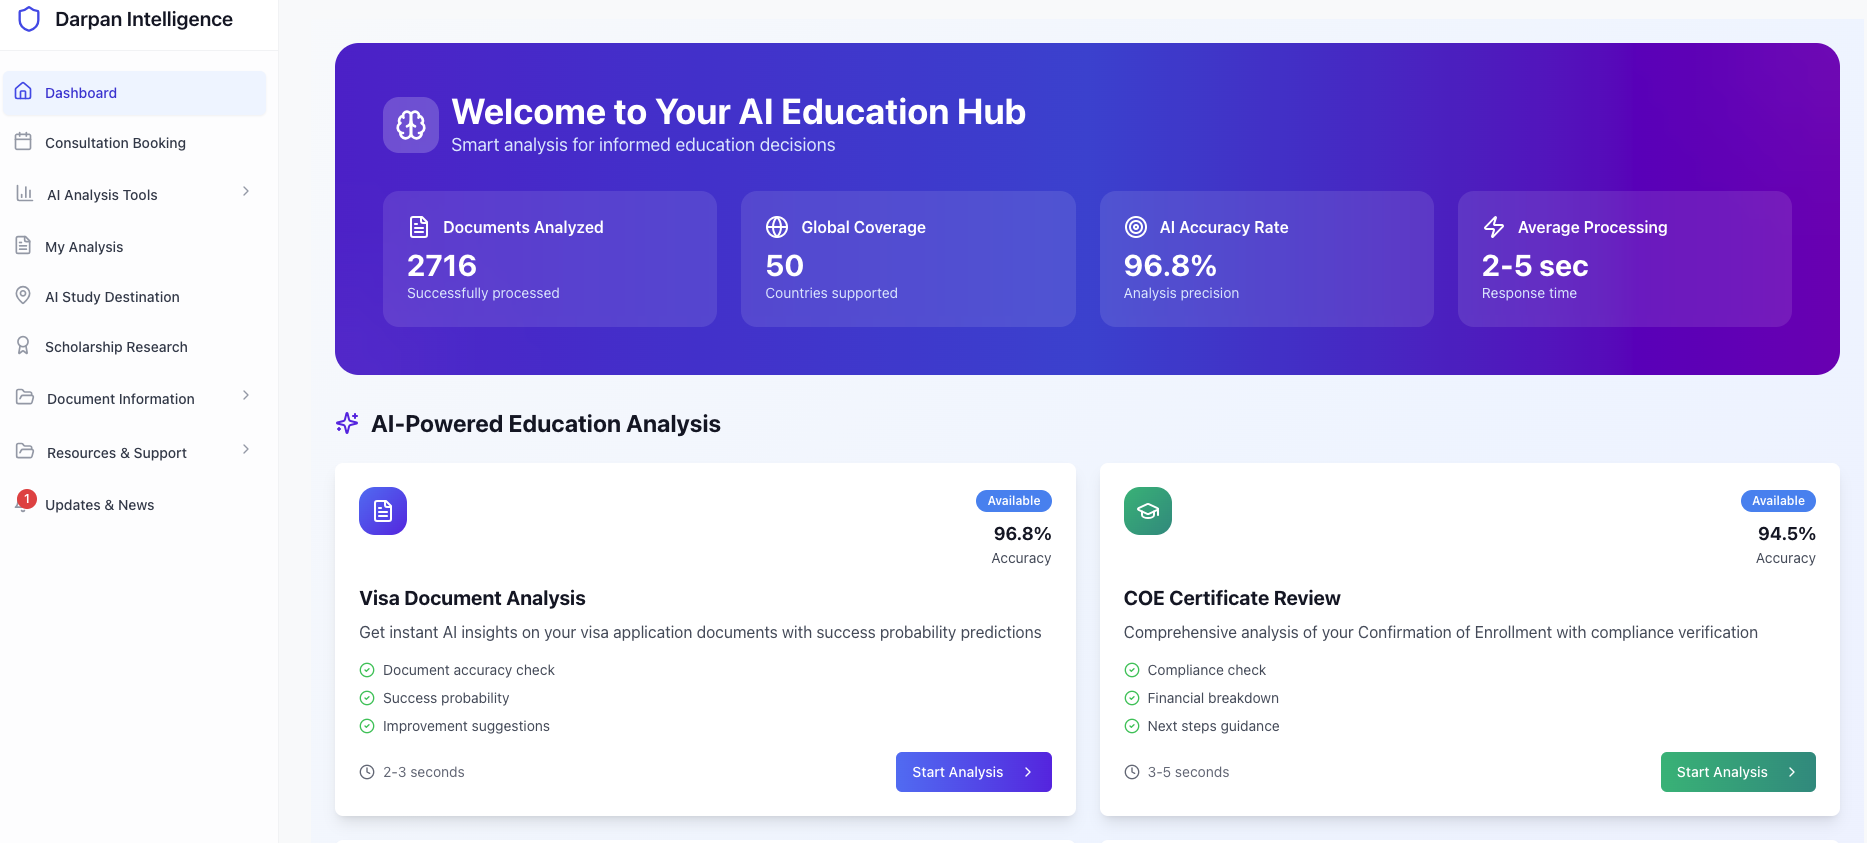 Darpan Intelligence
Dashboard
Consultation Booking
AI Analysis Tools
My Analysis
AI Study Destination
Scholarship Research
Document Information
Resources & Support
1
Updates & News
Welcome to Your AI Education Hub
Smart analysis for informed education decisions
Documents Analyzed
2716
Successfully processed
Global Coverage
50
Countries supported
AI Accuracy Rate
96.8%
Analysis precision
Average Processing
2-5 sec
Response time
AI-Powered Education Analysis
Available
96.8%
Accuracy
Visa Document Analysis
Get instant AI insights on your visa application documents with success probability predictions
Document accuracy check
Success probability
Improvement suggestions
2-3 seconds
Start Analysis
Available
94.5%
Accuracy
COE Certificate Review
Comprehensive analysis of your Confirmation of Enrollment with compliance verification
Compliance check
Financial breakdown
Next steps guidance
3-5 seconds
Start Analysis